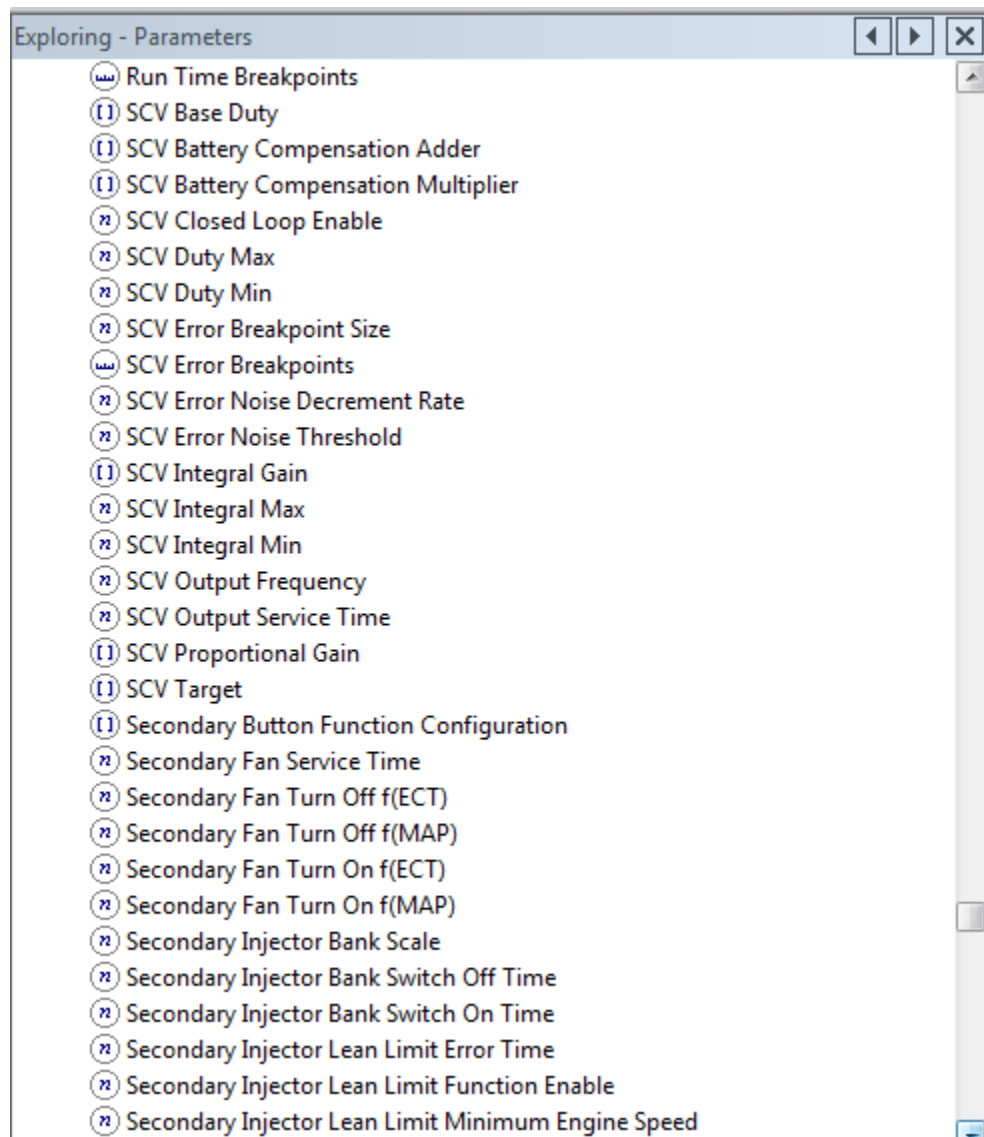 Exploring - Parameters
Run Time Breakpoints
SCV Base Duty
SCV Battery Compensation Adder
SCV Battery Compensation Multiplier
SCV Closed Loop Enable
SCV Duty Max
SCV Duty Min
SCV Error Breakpoint Size
SCV Error Breakpoints
SCV Error Noise Decrement Rate
SCV Error Noise Threshold
SCV Integral Gain
SCV Integral Max
SCV Integral Min
SCV Output Frequency
SCV Output Service Time
SCV Proportional Gain
SCV Target
Secondary Button Function Configuration
Secondary Fan Service Time
Secondary Fan Turn Off f(ECT)
Secondary Fan Turn Off f(MAP)
Secondary Fan Turn On f(ECT)
Secondary Fan Turn On f(MAP)
Secondary Injector Bank Scale
Secondary Injector Bank Switch Off Time
Secondary Injector Bank Switch On Time
Secondary Injector Lean Limit Error Time
Secondary Injector Lean Limit Function Enable
Secondary Injector Lean Limit Minimum Engine Speed